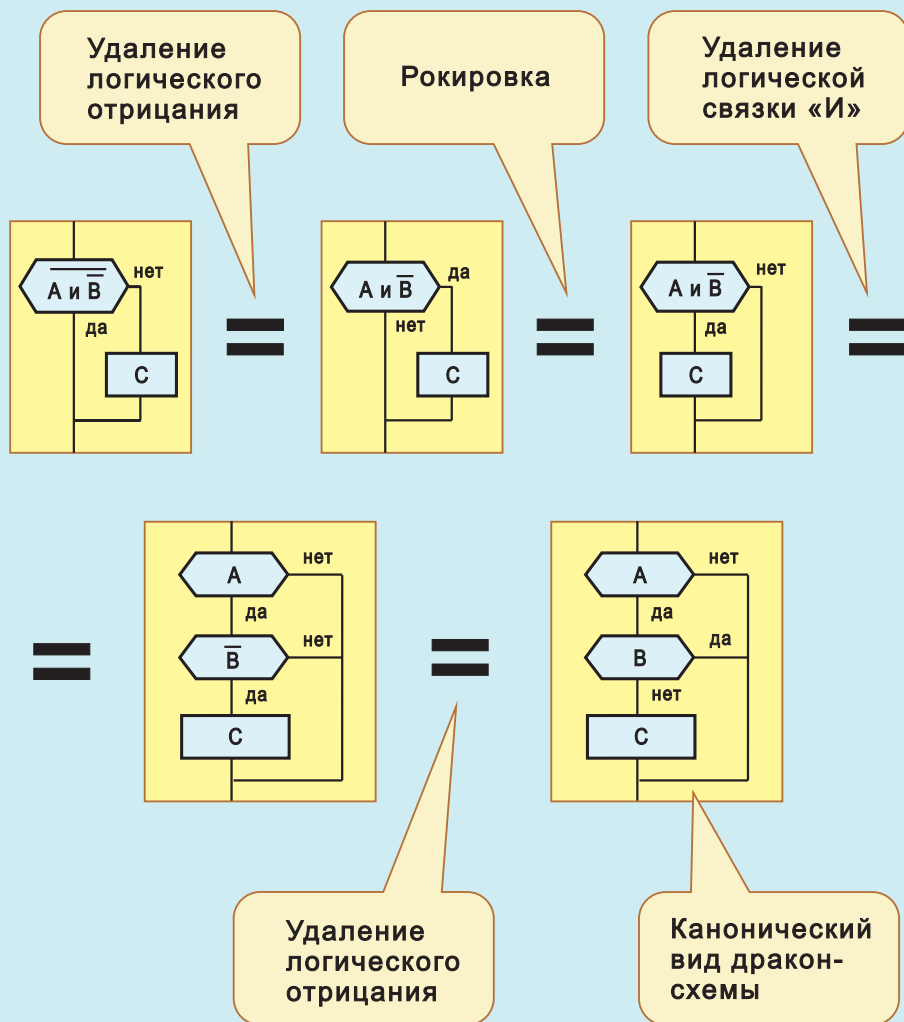 Удаление
логического
отрицания
Рокировка
Удаление
логической
связки «И»
A и B̅
нет
да
C
=
A и B̅
да
нет
C
=
A и B̅
нет
да
C
=
=
A
нет
да
B̅
нет
да
C
=
A
нет
да
B
да
нет
C
Удаление
логического
отрицания
Канонический
вид дракон-
схемы